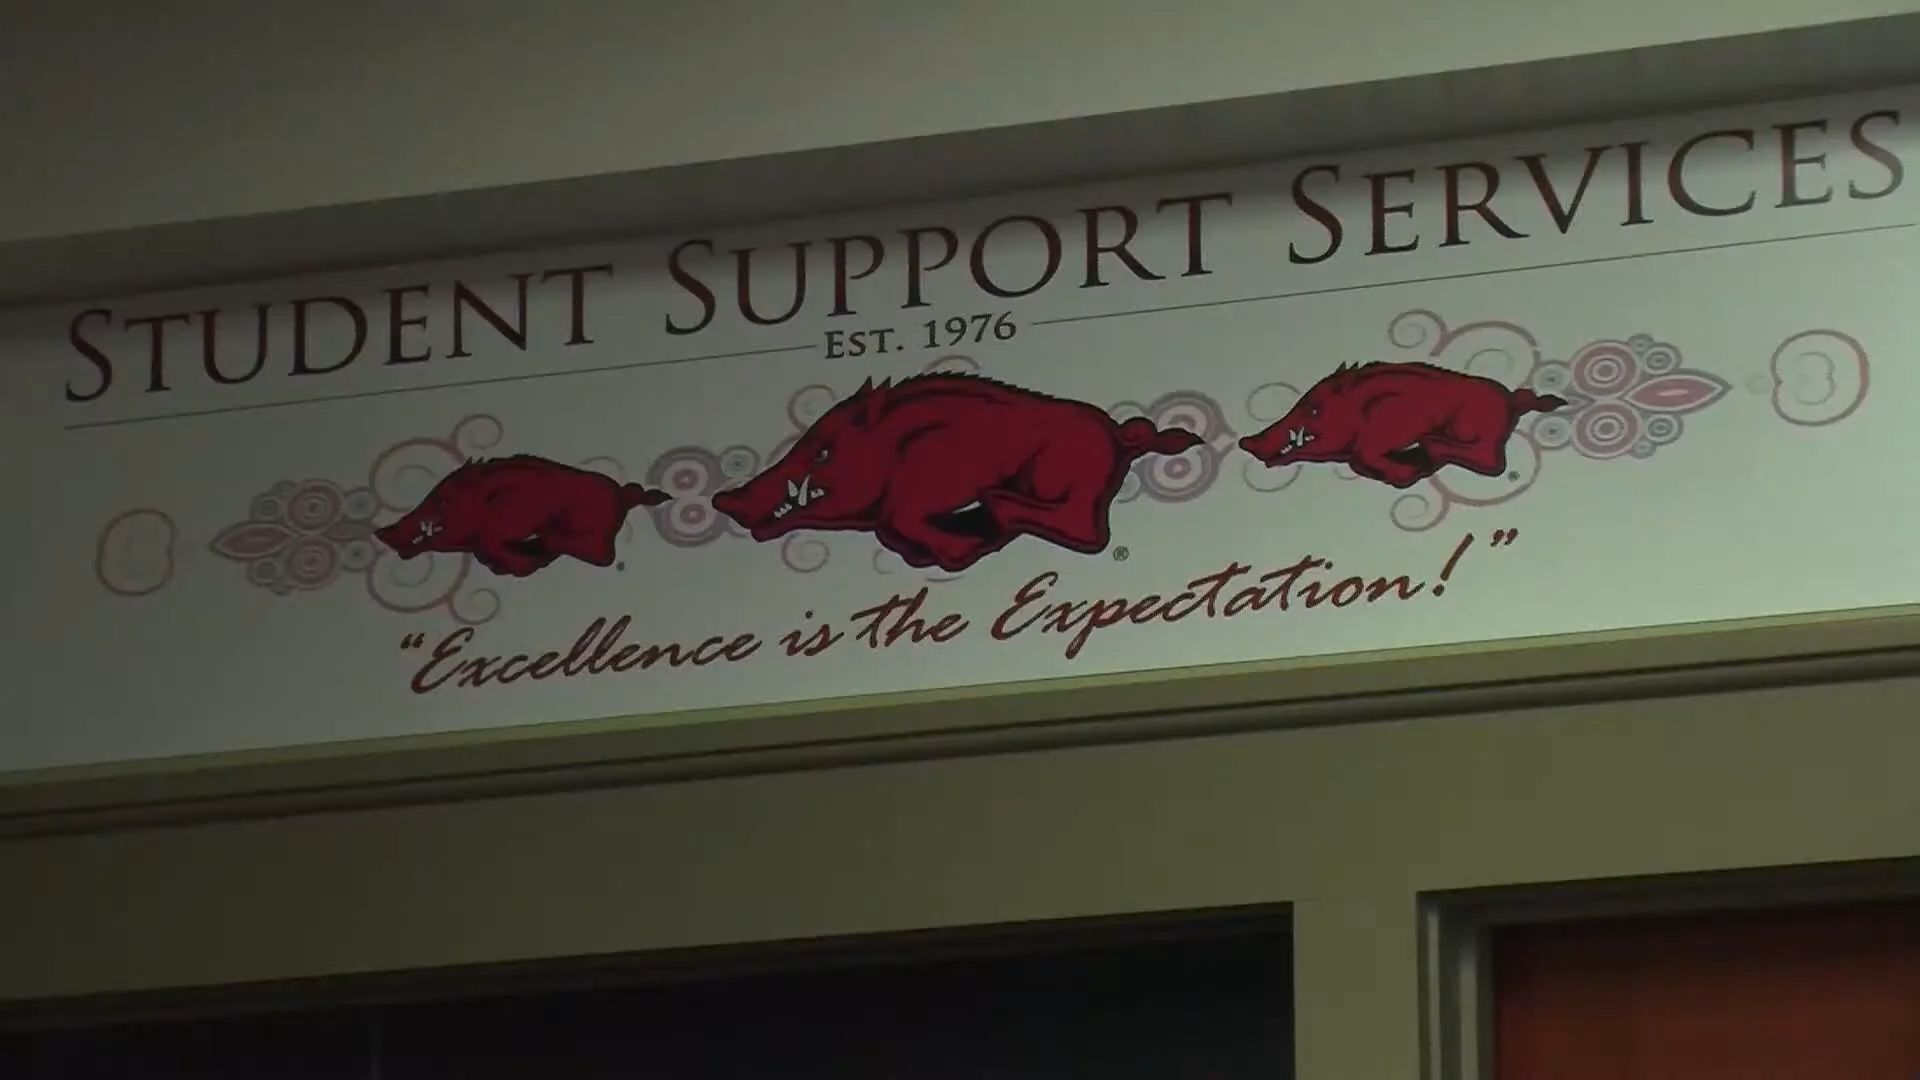 STUDENT SUPPORT SERVICES
EST. 1976
®
“Excellence is the Expectation!”